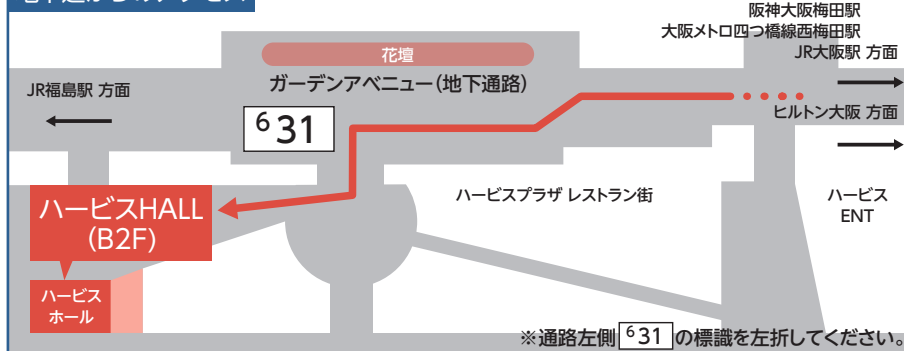 阪神大阪梅田駅
大阪メトロ四つ橋線西梅田駅
JR大阪駅 方面
花壇
ガーデンアベニュー(地下通路)
JR福島駅 方面
ヒルトン大阪 方面
6 31
ハービスプラザ レストラン街
ハービス
ENT
ハービスHALL
(B2F)
ハービス
ホール
※通路左側 6 31 の標識を左折してください。